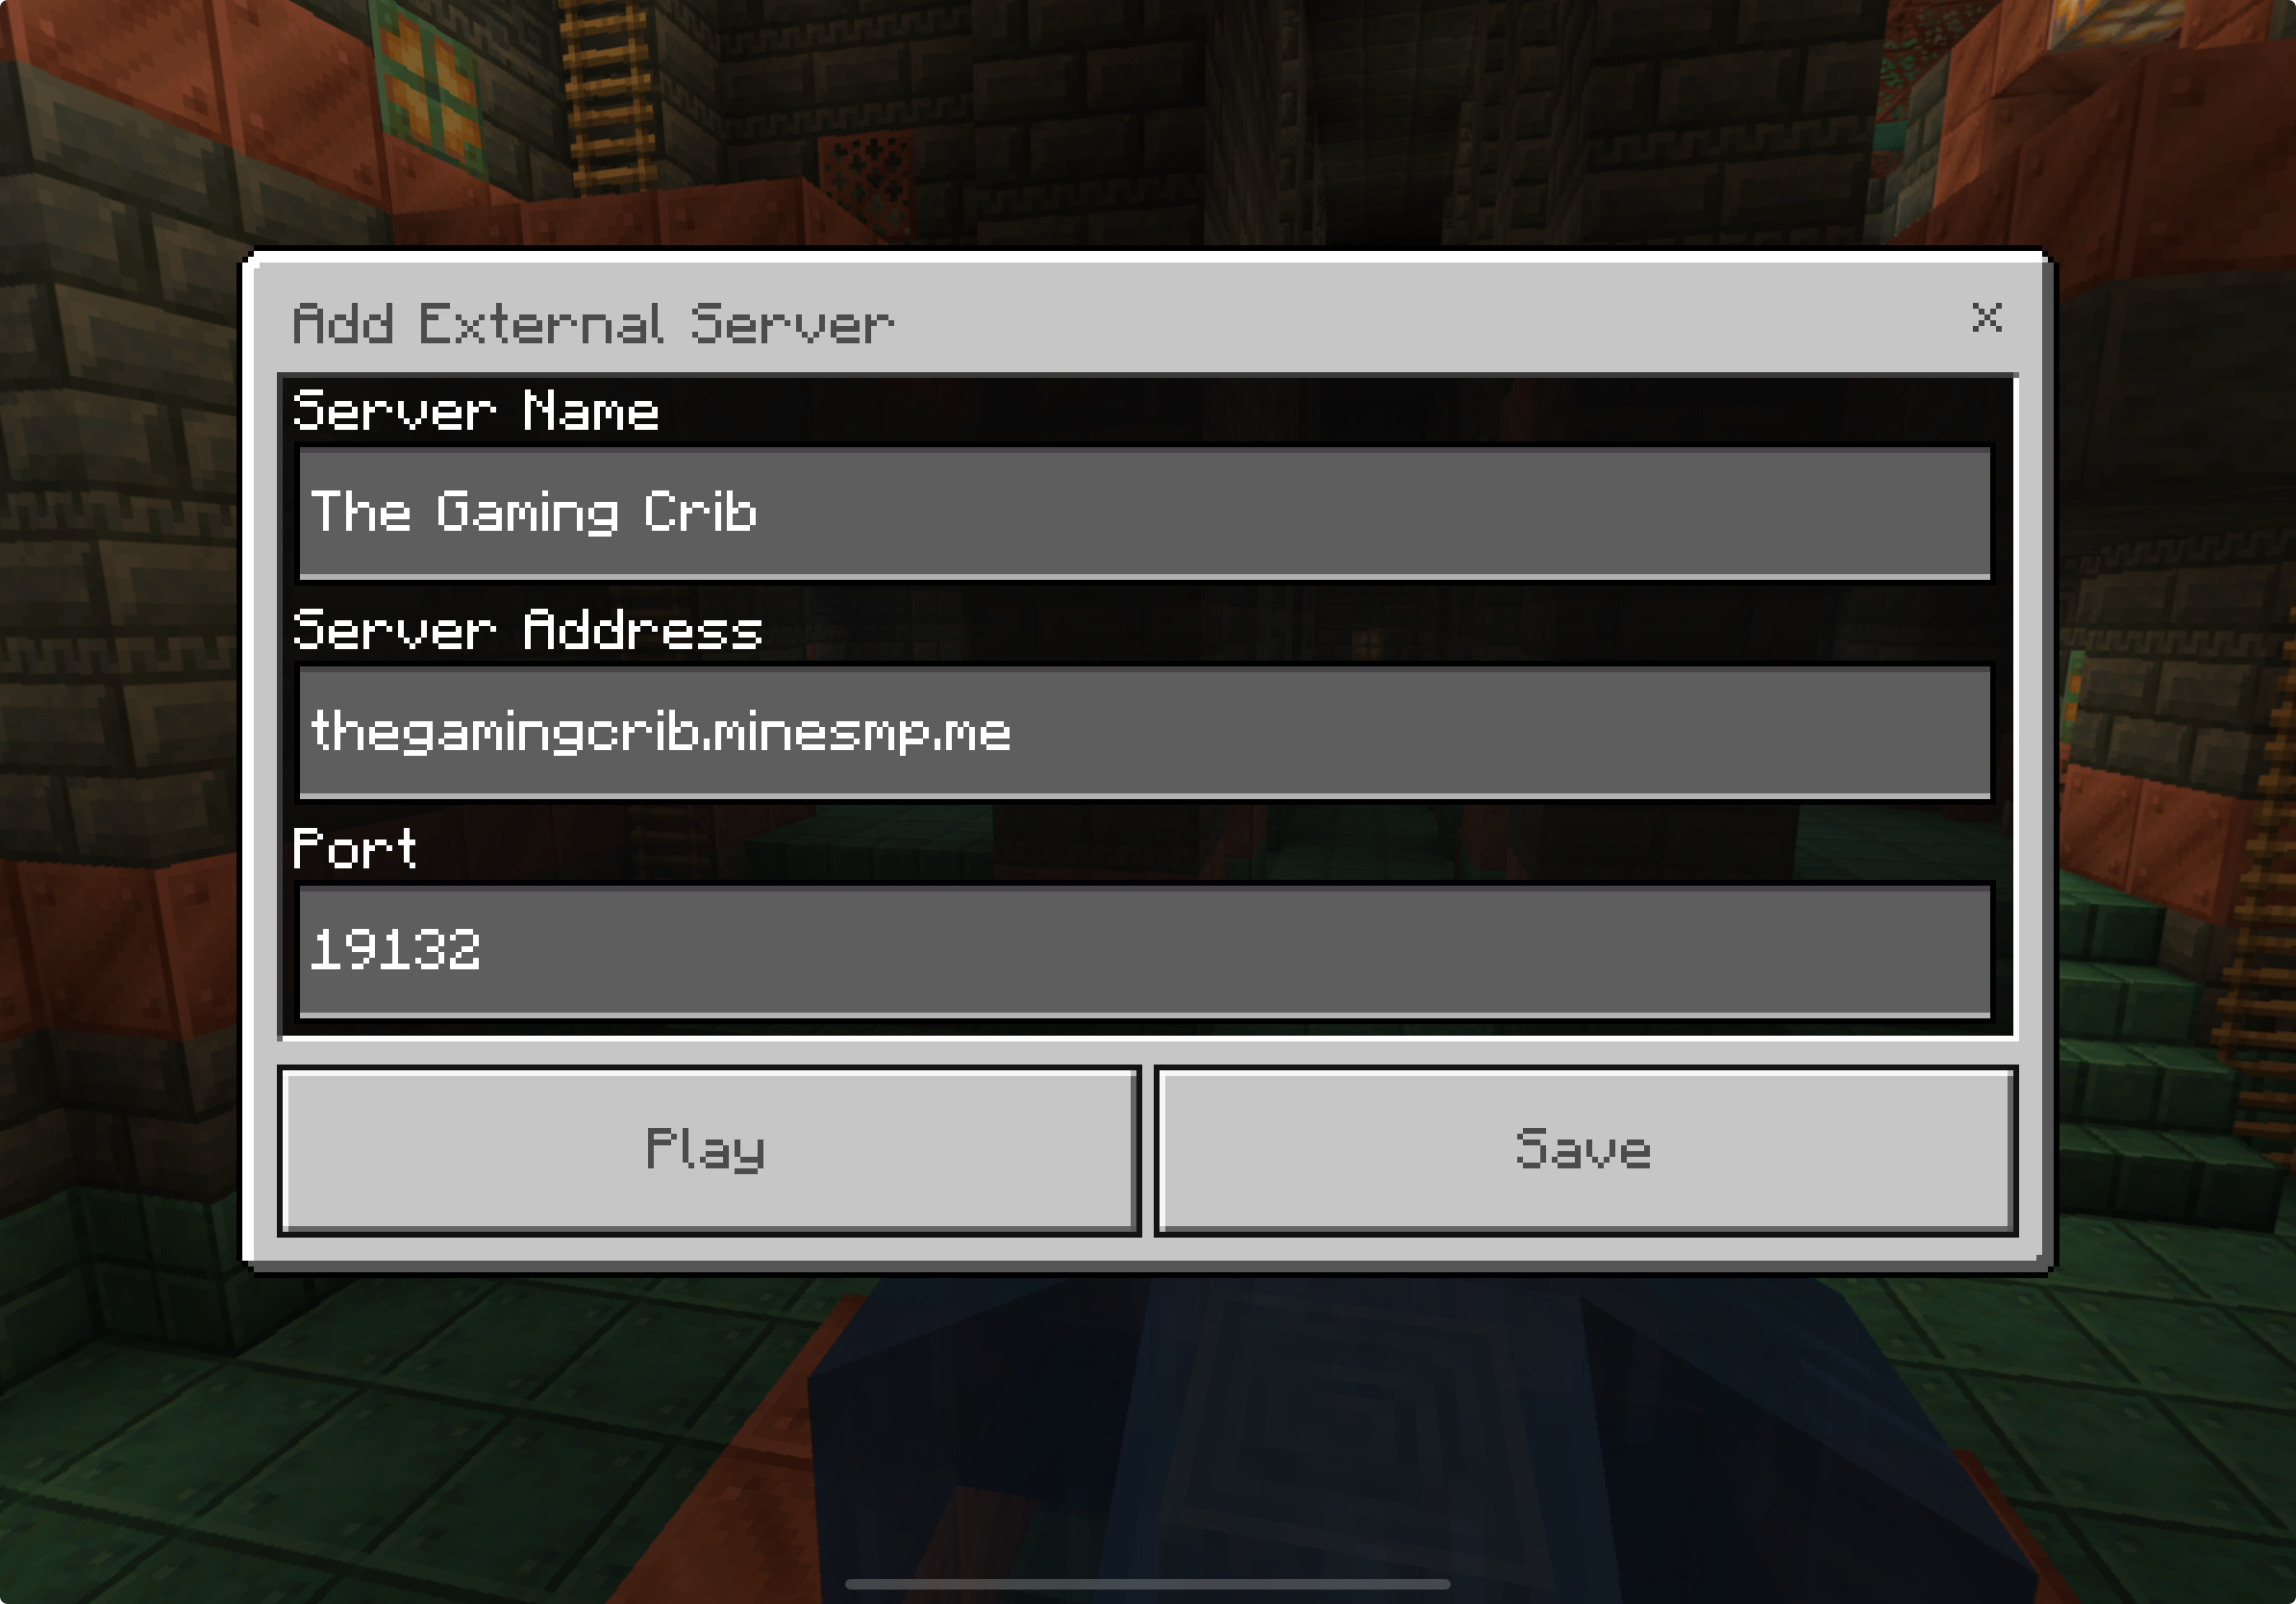 Add External Server
Server Name
The Gaming Crib
Server Address
thegamingcrib.minesmp.me
Port
19132
Play
Save